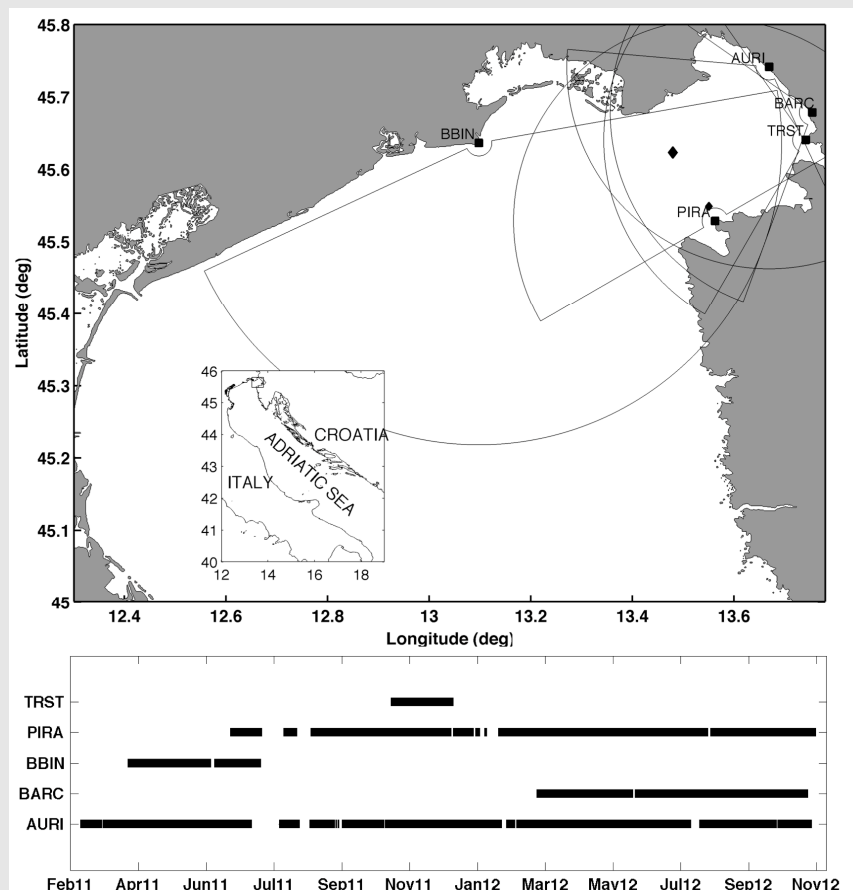 45.8
45.7
45.6
45.5
45.4
45.3
45.2
45.1
45
Latitude (deg)
AURI
BARC
TRST
BBIN
PIRA
46
45
44
43
42
41
40
CROATIA
ADRIATIC SEA
ITALY
12 14 16 18
12.4 12.6 12.8 13 13.2 13.4 13.6
Longitude (deg)
TRST
PIRA
BBIN
BARC
AURI
Feb11 Apr11 Jun11 Jul11 Sep11 Nov11 Jan12 Mar12 May12 Jul12 Sep12 Nov12